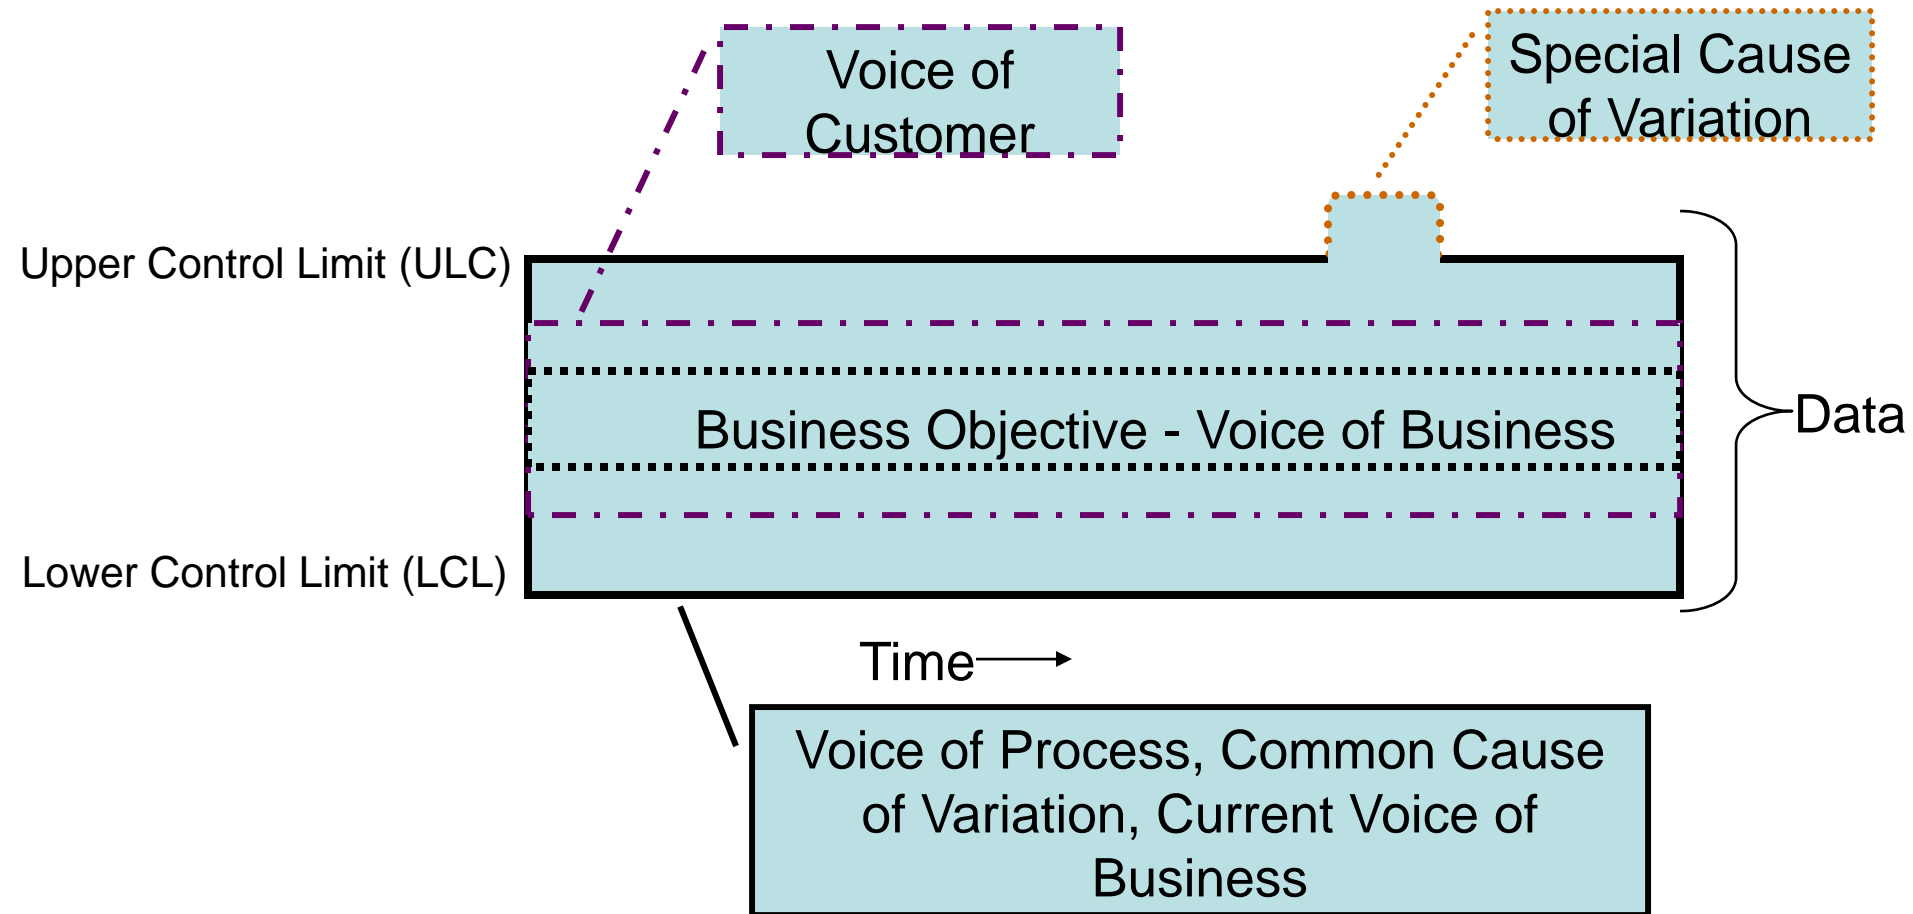 Voice of
Customer
Special Cause
of Variation
Upper Control Limit (ULC)
Business Objective - Voice of Business
Data
Lower Control Limit (LCL)
Time
Voice of Process, Common Cause
of Variation, Current Voice of
Business